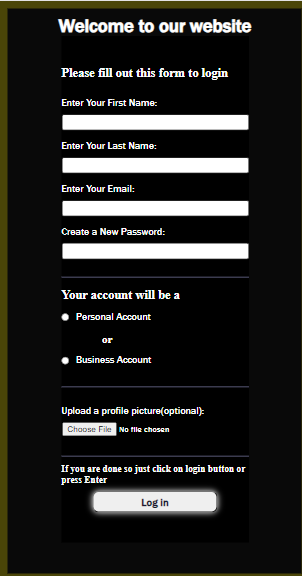 Welcome to our website
Please fill out this form to login
Enter Your First Name:
Enter Your Last Name:
Enter Your Email:
Create a New Password:
Your account will be a
Personal Account
or
Business Account
Upload a profile picture(optional):
Choose File No file chosen
If you are done so just click on login button or
press Enter
Log in